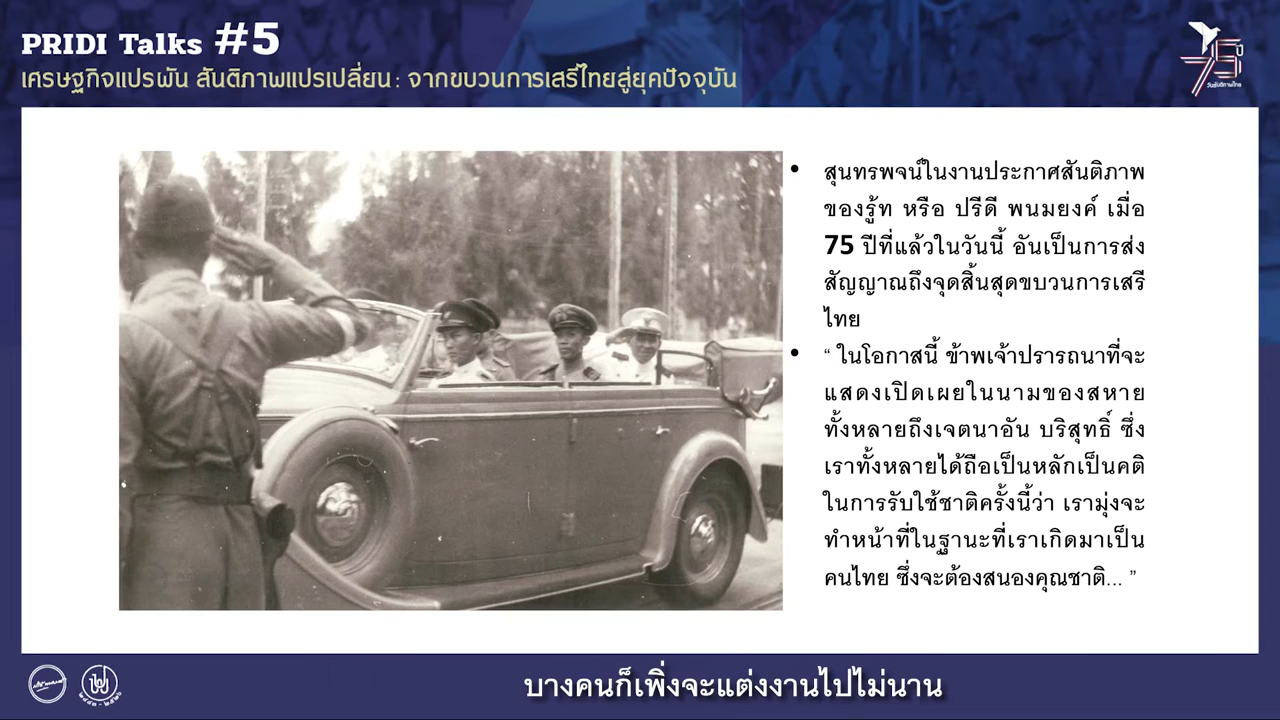 PRIDI Talks #5
เศรษฐกิจแปรผัน สันติภาพแปรเปลี่ยน : จากขบวนการเสรีไทยสู่ยุคปัจจุบัน
75 ปี
วันสันติภาพไทย
• สุนทรพจน์ในงานประกาศสันติภาพ
ของรู้ท หรือ ปรีดี พนมยงค์ เมื่อ
75 ปีที่แล้วในวันนี้ อันเป็นการส่ง
สัญญาณถึงจุดสิ้นสุดขบวนการเสรี
ไทย
• “ ในโอกาสนี้ ข้าพเจ้าปรารถนาที่จะ
แสดงเปิดเผยในนามของสหาย
ทั้งหลายถึงเจตนาอัน บริสุทธิ์ ซึ่ง
เราทั้งหลายได้ถือเป็นหลักเป็นคติ
ในการรับใช้ชาติครั้งนี้ว่า เรามุ่งจะ
ทำหน้าที่ในฐานะที่เราเกิดมาเป็น
คนไทย ซึ่งจะต้องสนองคุณชาติ... ”
บางคนก็เพิ่งจะแต่งงานไปไม่นาน